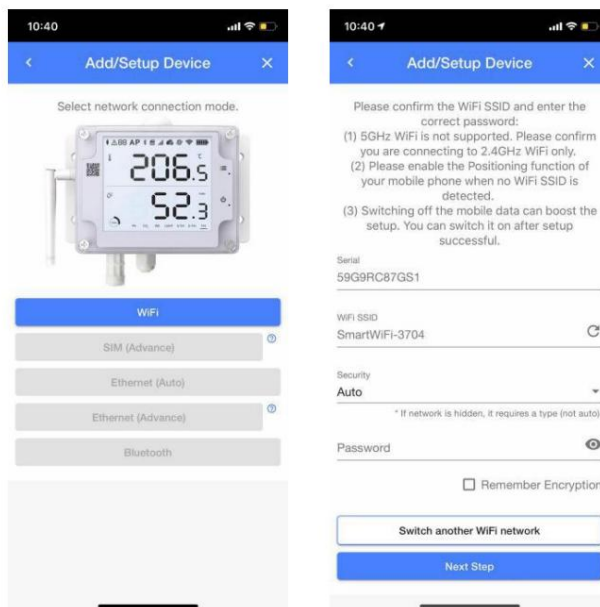 10:40
Add/Setup Device
Select network connection mode.
AP
206.5
52.3
WiFi
SIM (Advance)
Ethernet (Auto)
Ethernet (Advance)
Bluetooth
10:40
Add/Setup Device
Please confirm the WiFi SSID and enter the
correct password:
(1) 5GHz WiFi is not supported. Please confirm
you are connecting to 2.4GHz WiFi only.
(2) Please enable the Positioning function of
your mobile phone when no WiFi SSID is
detected.
(3) Switching off the mobile data can boost the
setup. You can switch it on after setup
successful.
Serial
59G9RC87GS1
WiFi SSID
SmartWiFi-3704
Security
Auto
* If network is hidden, it requires a type (not auto)
Password
Remember Encryption
Switch another WiFi network
Next Step